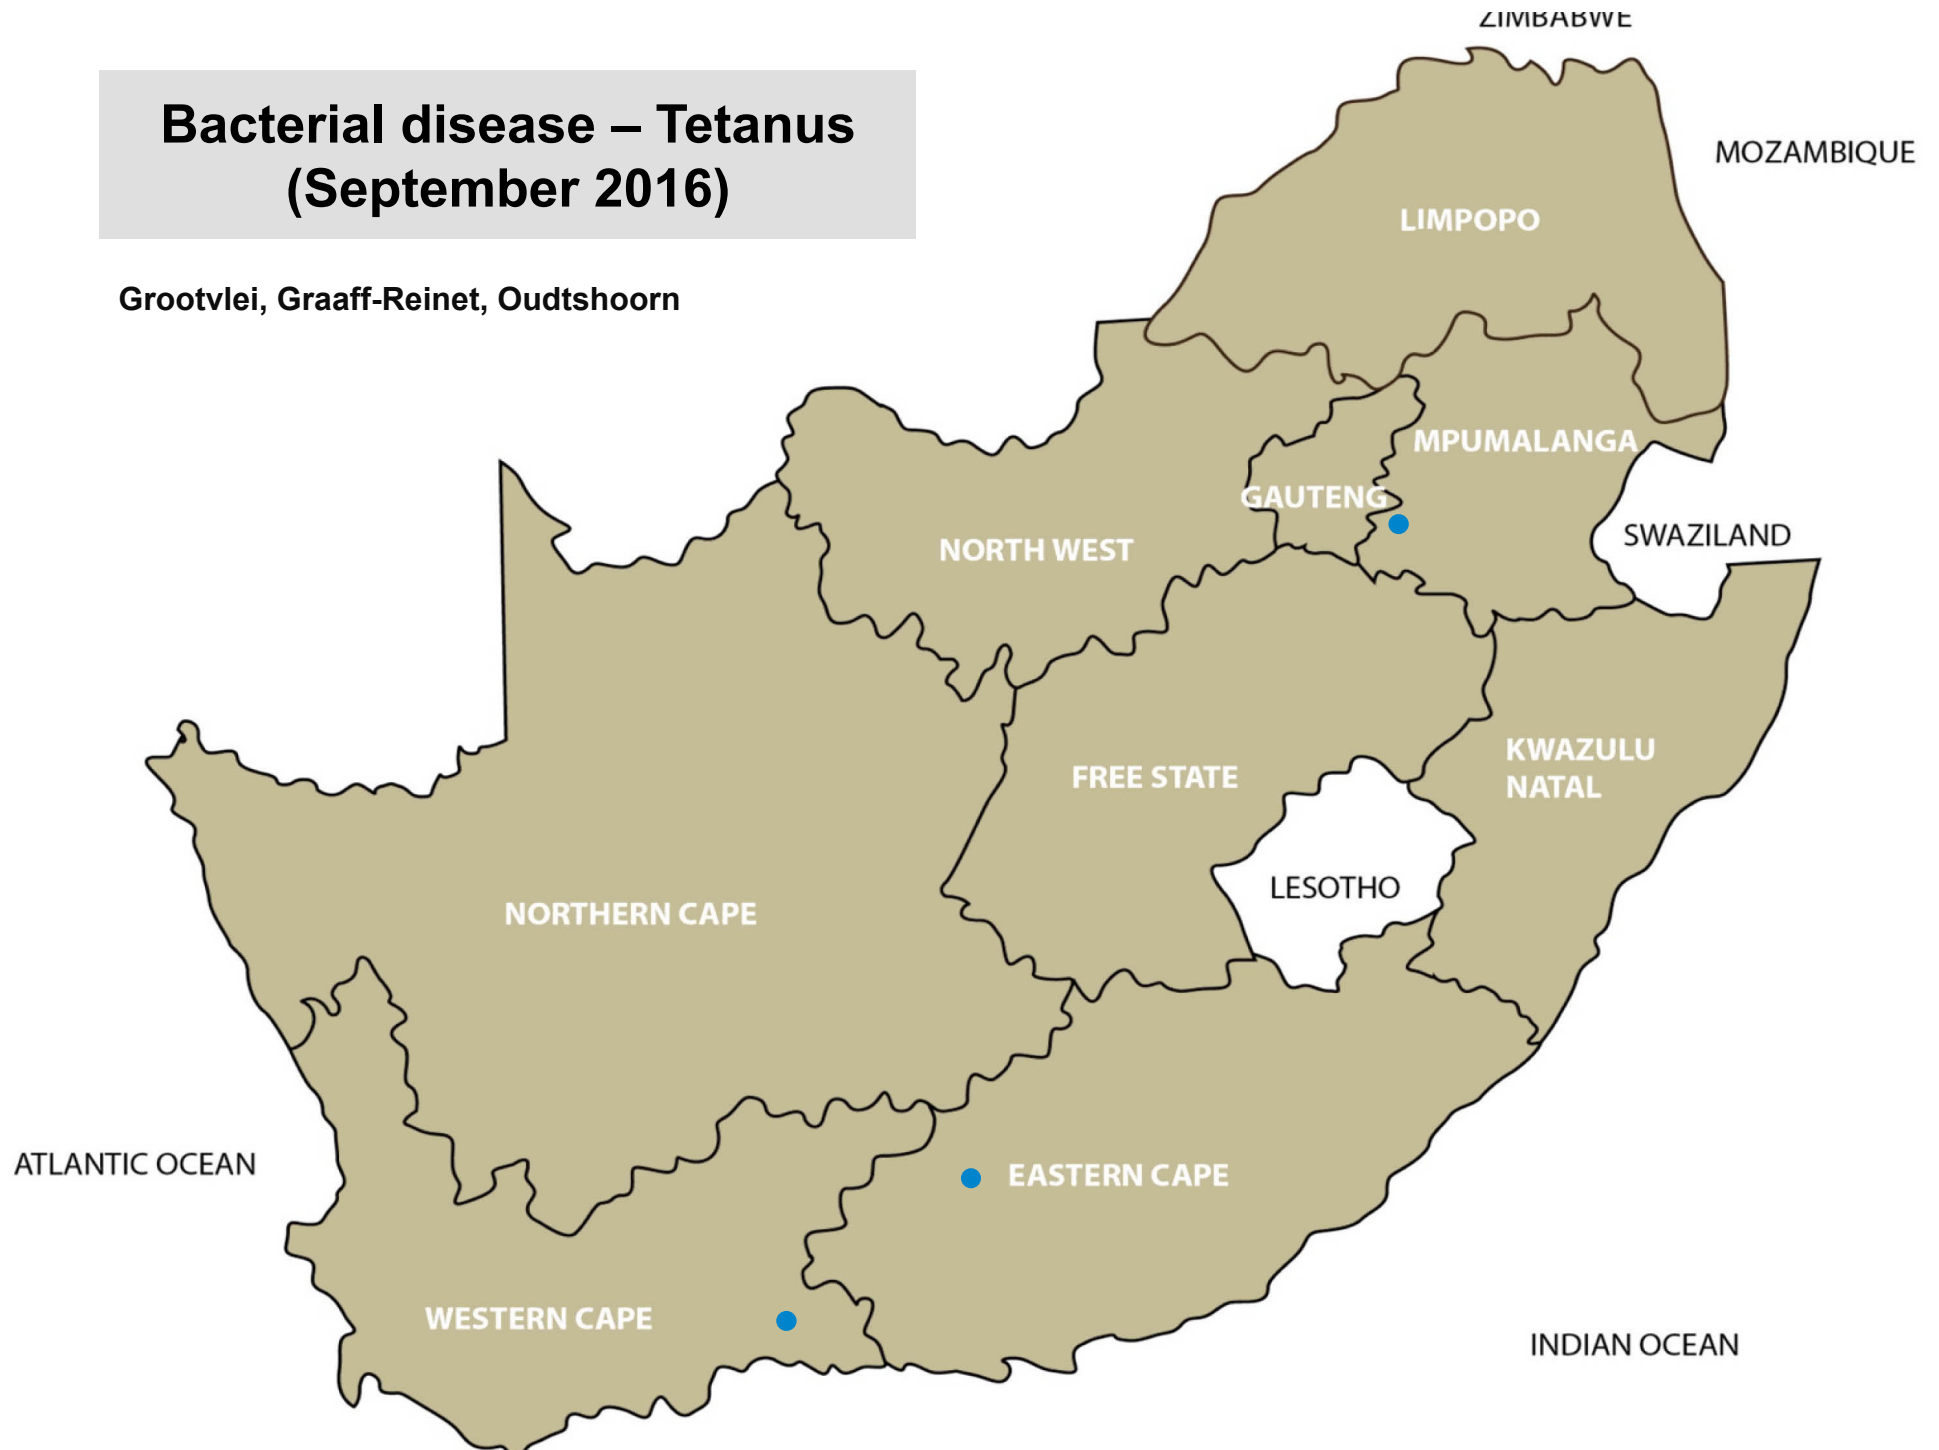 ZIMBABWE
Bacterial disease – Tetanus
(September 2016)
MOZAMBIQUE
LIMPOPO
Grootvlei, Graaff-Reinet, Oudtshoorn
MPUMALANGA
GAUTENG
SWAZILAND
NORTH WEST
KWAZULU
NATAL
FREE STATE
LESOTHO
NORTHERN CAPE
ATLANTIC OCEAN
EASTERN CAPE
WESTERN CAPE
INDIAN OCEAN